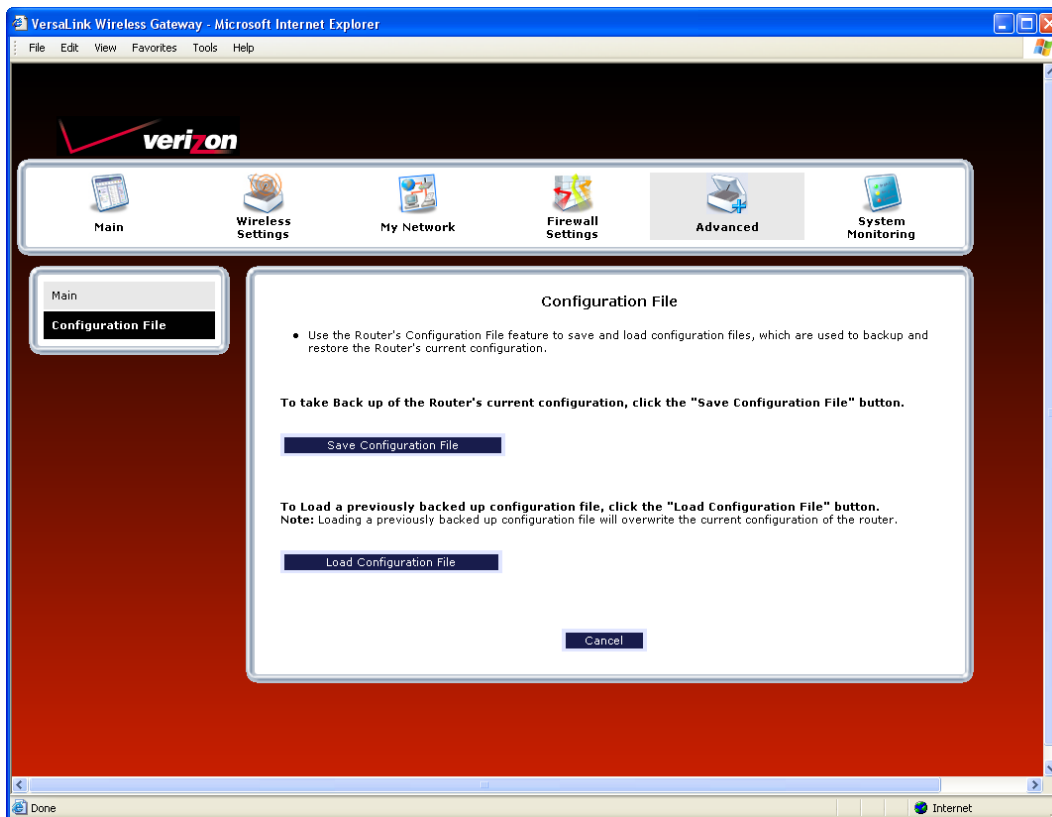 VersaLink Wireless Gateway - Microsoft Internet Explorer
File Edit View Favorites Tools Help
verizon
Main
Wireless
Settings
My Network
Firewall
Settings
Advanced
System
Monitoring
Main
Configuration File
Configuration File
• Use the Router's Configuration File feature to save and load configuration files, which are used to backup and
restore the Router's current configuration.
To take Back up of the Router's current configuration, click the "Save Configuration File" button.
Save Configuration File
To Load a previously backed up configuration file, click the "Load Configuration File" button.
Note: Loading a previously backed up configuration file will overwrite the current configuration of the router.
Load Configuration File
Cancel
Done
Internet